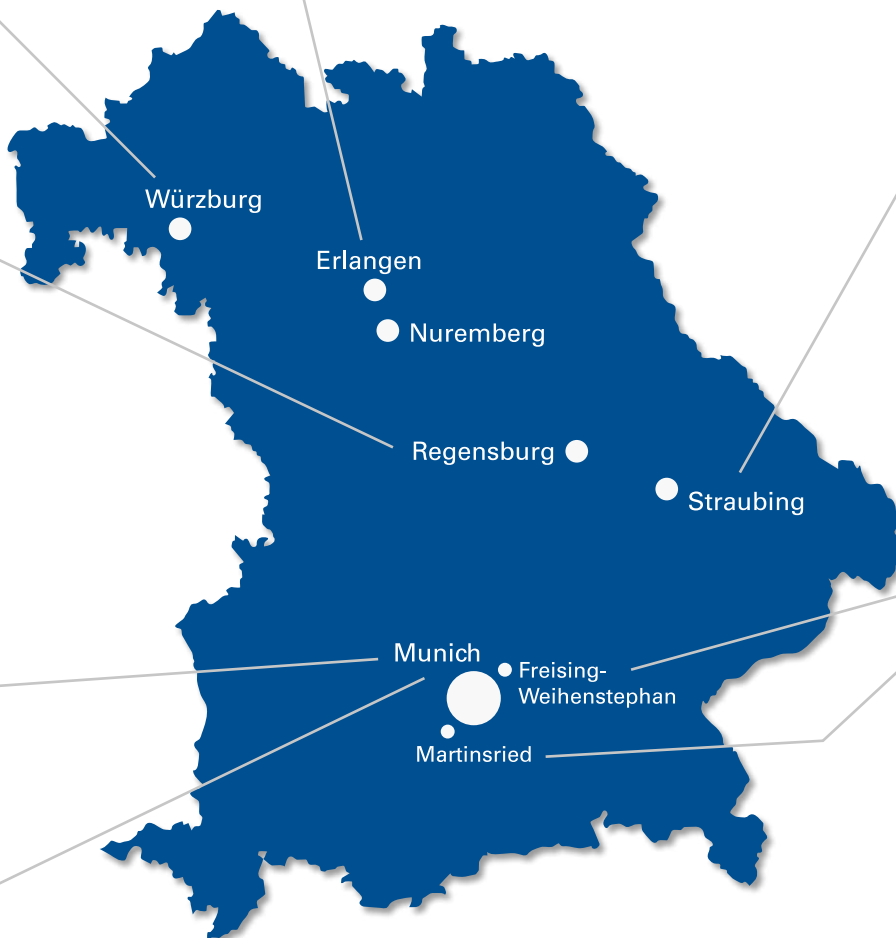 Würzburg
Erlangen
Nuremberg
Regensburg
Straubing
Munich
Freising-
Weihenstephan
Martinsried